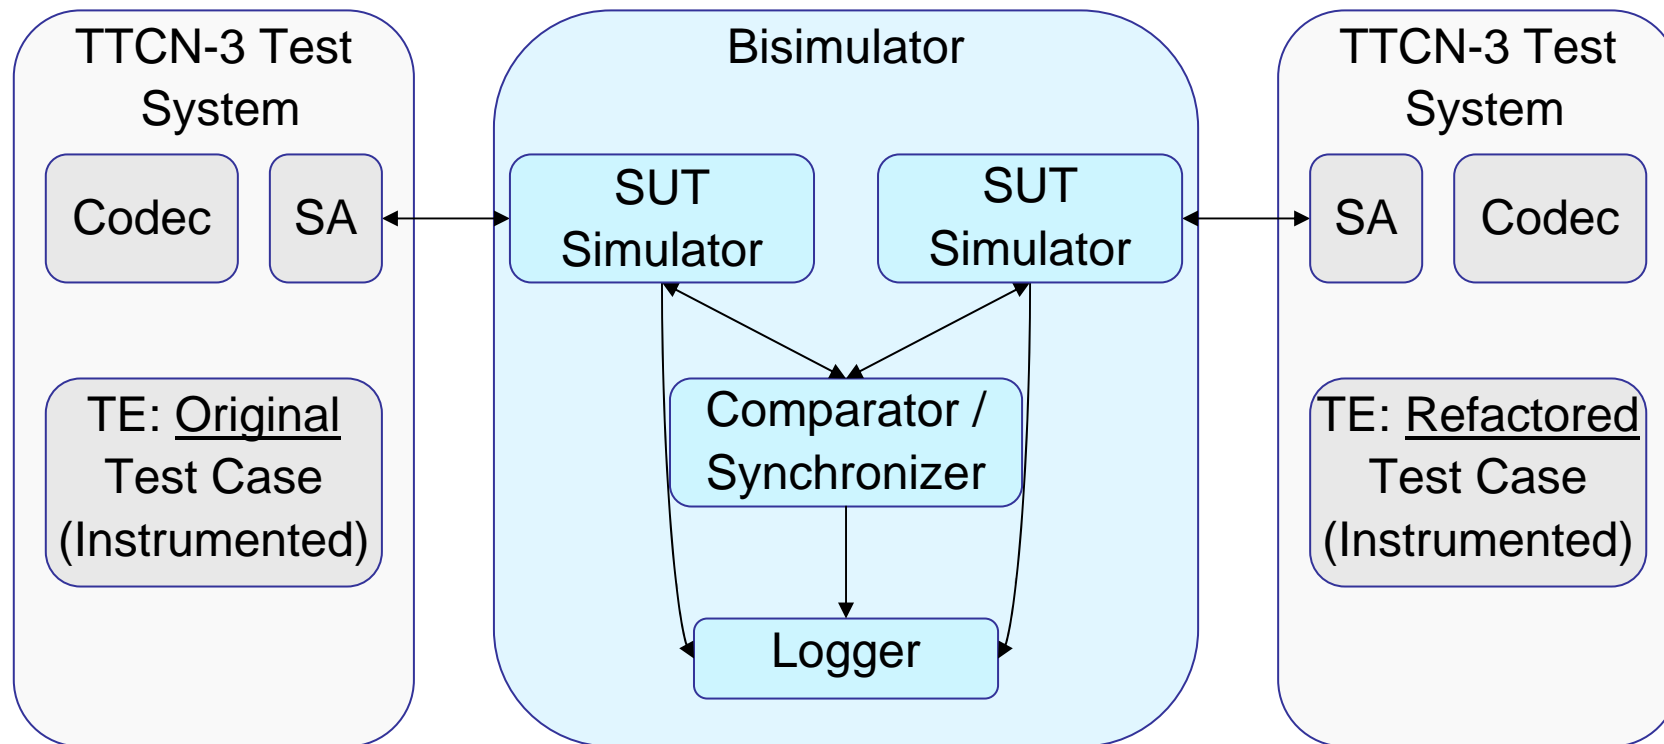 TTCN-3 Test
System
Codec
SA
TE: Original
Test Case
(Instrumented)
Bisimulator
SUT
Simulator
SUT
Simulator
Comparator /
Synchronizer
Logger
TTCN-3 Test
System
SA
Codec
TE: Refactored
Test Case
(Instrumented)